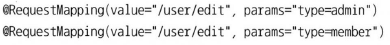 @RequestMapping(value="/user/edit", params="type=admin")
@RequestMapping(value="/user/edit", params="type=member")